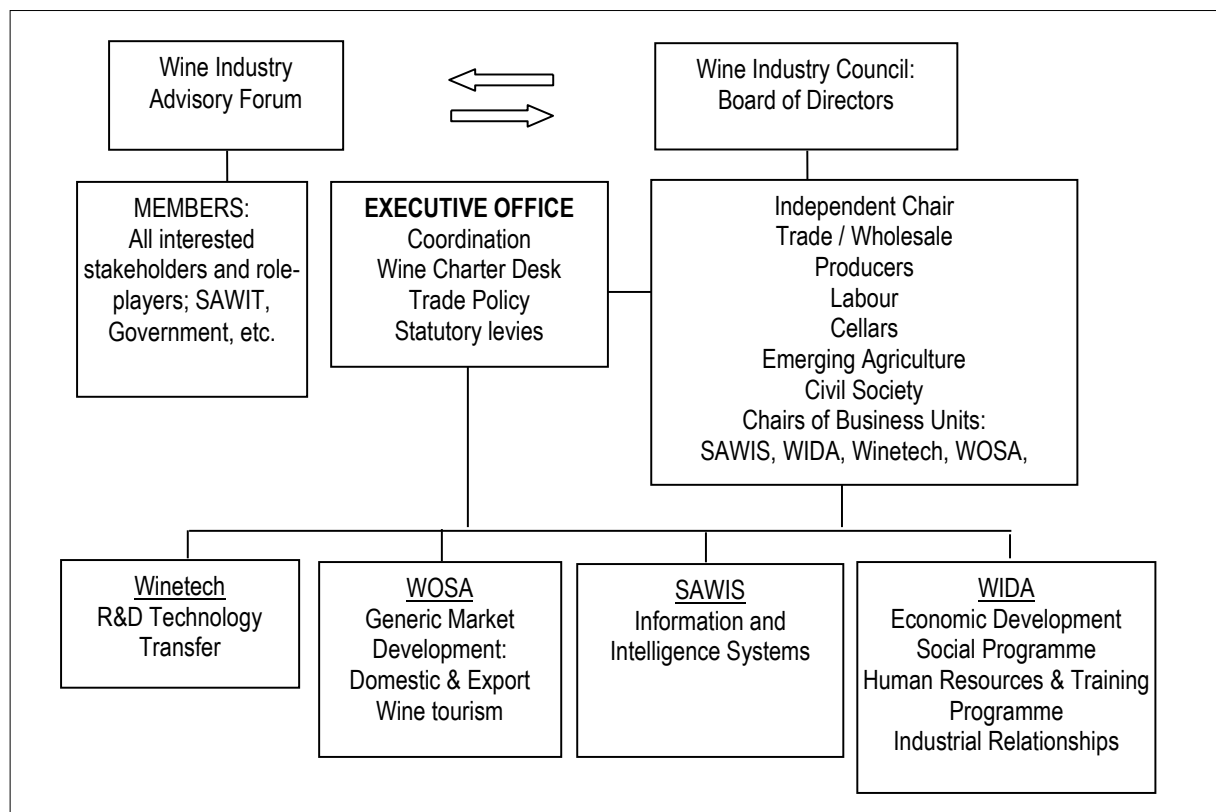 Wine Industry
Advisory Forum
Wine Industry Council:
Board of Directors
MEMBERS:
All interested
stakeholders and role-
players; SAWIT,
Government, etc.
EXECUTIVE OFFICE
Coordination
Wine Charter Desk
Trade Policy
Statutory levies
Independent Chair
Trade / Wholesale
Producers
Labour
Cellars
Emerging Agriculture
Civil Society
Chairs of Business Units:
SAWIS, WIDA, Winetech, WOSA,
Winetech
R&D Technology
Transfer
WOSA
Generic Market
Development:
Domestic & Export
Wine tourism
SAWIS
Information and
Intelligence Systems
WIDA
Economic Development
Social Programme
Human Resources & Training
Programme
Industrial Relationships